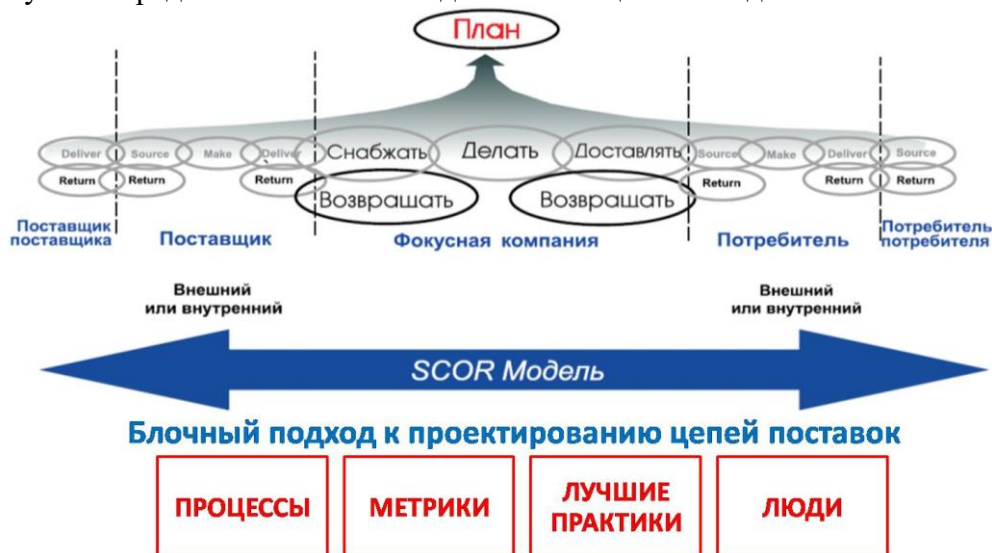 План
Deliver Source Make Deliver Снабжать Делать Доставлять Source Make Deliver Source
Return Return Return Возвращать Возвращать Return Return Return
Поставщик поставщика Поставщик Фокусная компания Потребитель Потребитель потребителя
Внешний или внутренний
Внешний или внутренний
SCOR Модель
Блочный подход к проектированию цепей поставок
ПРОЦЕССЫ
МЕТРИКИ
ЛУЧШИЕ
ПРАКТИКИ
ЛЮДИ